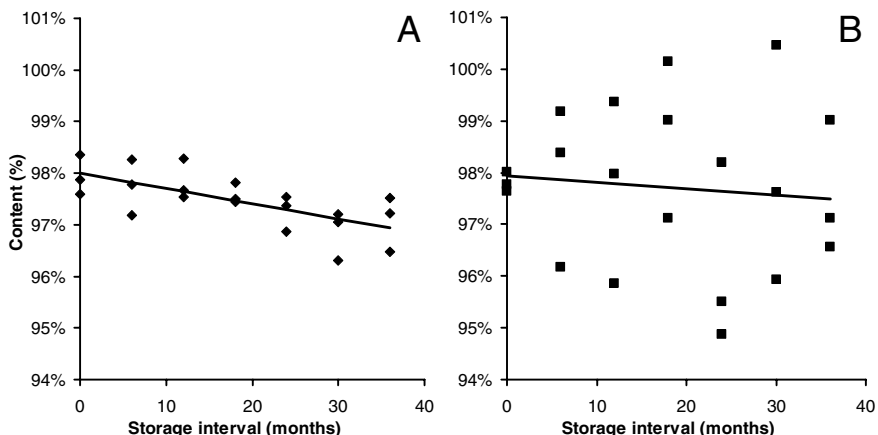 A
101%
100%
99%
98%
97%
96%
95%
94%
Content (%)
0 10 20 30 40
Storage interval (months)
B
101%
100%
99%
98%
97%
96%
95%
94%
0 10 20 30 40
Storage interval (months)